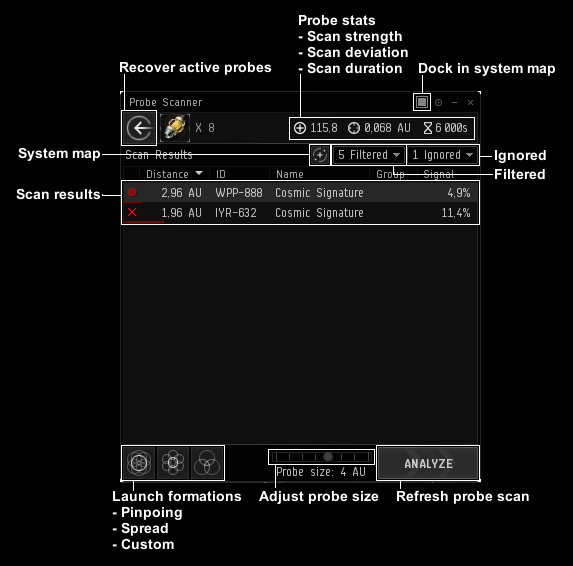 Probe stats
- Scan strength
- Scan deviation
- Scan duration
Recover active probes
Dock in system map
Probe Scanner
X 8
115,8 0,068 AU 6 000s
System map
Scan Results
5 Filtered
1 Ignored
Ignored
Filtered
Distance ID Name Group Signal
Scan results
2,96 AU WPP-888 Cosmic Signature 4,9%
1,96 AU IYR-632 Cosmic Signature 11,4%
Probe size: 4 AU
ANALYZE
Launch formations
- Pinpoing
- Spread
- Custom
Adjust probe size
Refresh probe scan